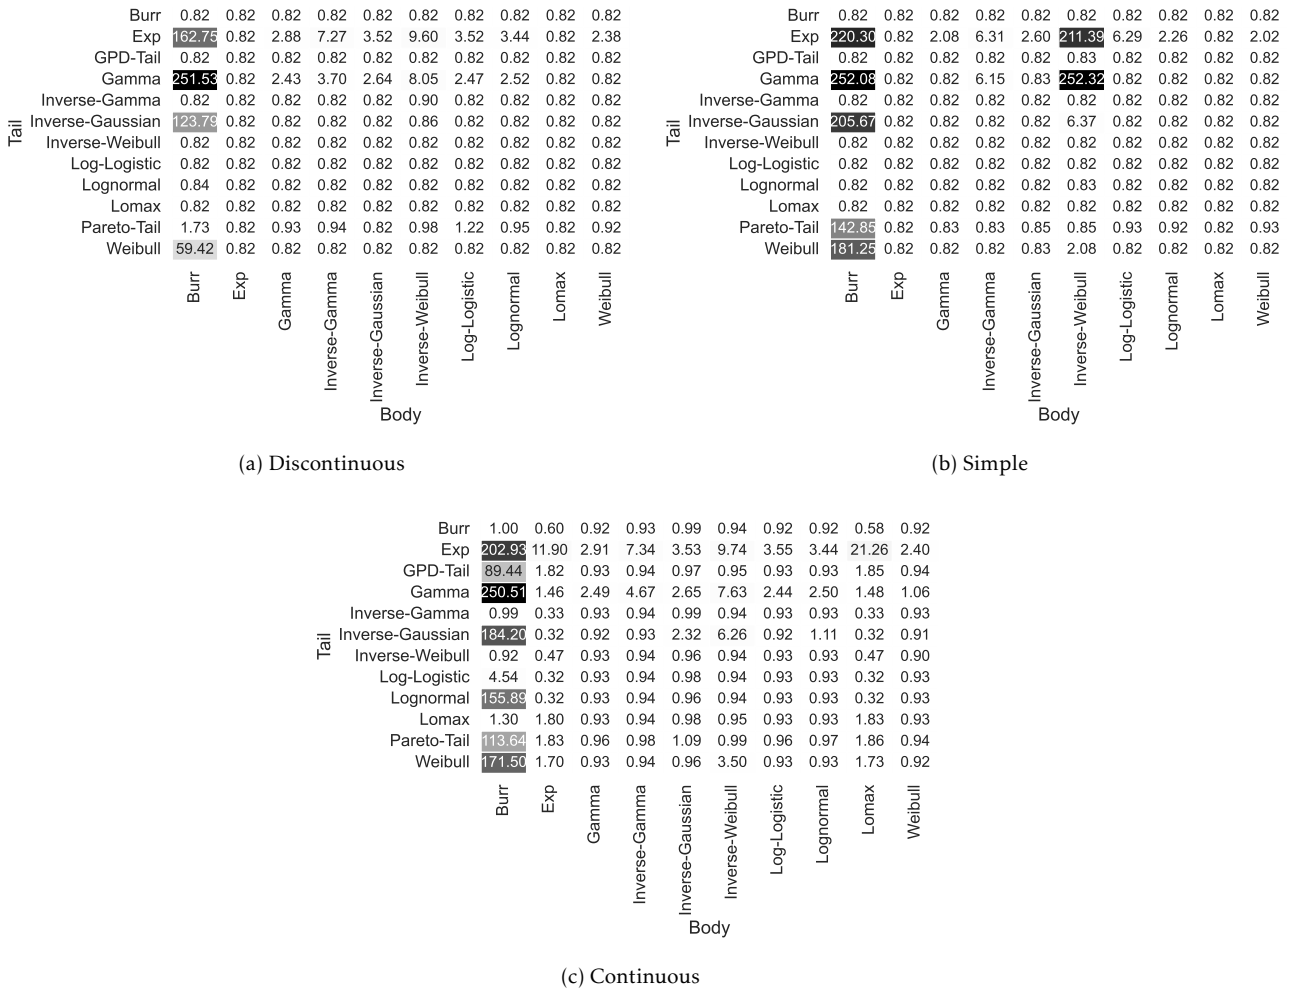 Burr 0.82 0.82 0.82 0.82 0.82 0.82 0.82 0.82 0.82 0.82
Exp 162.75 0.82 2.88 7.27 3.52 9.60 3.52 3.44 0.82 2.38
GPD-Tail 0.82 0.82 0.82 0.82 0.82 0.82 0.82 0.82 0.82 0.82
Gamma 251.53 0.82 2.43 3.70 2.64 8.05 2.47 2.52 0.82 0.82
Inverse-Gamma 0.82 0.82 0.82 0.82 0.82 0.90 0.82 0.82 0.82 0.82
Inverse-Gaussian 123.79 0.82 0.82 0.82 0.82 0.86 0.82 0.82 0.82 0.82
Inverse-Weibull 0.82 0.82 0.82 0.82 0.82 0.82 0.82 0.82 0.82 0.82
Log-Logistic 0.82 0.82 0.82 0.82 0.82 0.82 0.82 0.82 0.82 0.82
Lognormal 0.84 0.82 0.82 0.82 0.82 0.82 0.82 0.82 0.82 0.82
Lomax 0.82 0.82 0.82 0.82 0.82 0.82 0.82 0.82 0.82 0.82
Pareto-Tail 1.73 0.82 0.93 0.94 0.82 0.98 1.22 0.95 0.82 0.92
Weibull 59.42 0.82 0.82 0.82 0.82 0.82 0.82 0.82 0.82 0.82
Tail
Burr Exp Gamma Inverse-Gamma Inverse-Gaussian Inverse-Weibull Log-Logistic Lognormal Lomax Weibull
Body
(a) Discontinuous
Burr 0.82 0.82 0.82 0.82 0.82 0.82 0.82 0.82 0.82 0.82
Exp 220.30 0.82 2.08 6.31 2.60 211.39 6.29 2.26 0.82 2.02
GPD-Tail 0.82 0.82 0.82 0.82 0.82 0.83 0.82 0.82 0.82 0.82
Gamma 252.08 0.82 0.82 6.15 0.83 252.32 0.82 0.82 0.82 0.82
Inverse-Gamma 0.82 0.82 0.82 0.82 0.82 0.82 0.82 0.82 0.82 0.82
Inverse-Gaussian 205.67 0.82 0.82 0.82 0.82 6.37 0.82 0.82 0.82 0.82
Inverse-Weibull 0.82 0.82 0.82 0.82 0.82 0.82 0.82 0.82 0.82 0.82
Log-Logistic 0.82 0.82 0.82 0.82 0.82 0.82 0.82 0.82 0.82 0.82
Lognormal 0.82 0.82 0.82 0.82 0.82 0.83 0.82 0.82 0.82 0.82
Lomax 0.82 0.82 0.82 0.82 0.82 0.82 0.82 0.82 0.82 0.82
Pareto-Tail 142.85 0.82 0.83 0.83 0.85 0.85 0.93 0.92 0.82 0.93
Weibull 181.25 0.82 0.82 0.82 0.83 2.08 0.82 0.82 0.82 0.82
Tail
Burr Exp Gamma Inverse-Gamma Inverse-Gaussian Inverse-Weibull Log-Logistic Lognormal Lomax Weibull
Body
(b) Simple
Burr 1.00 0.60 0.92 0.93 0.99 0.94 0.92 0.92 0.58 0.92
Exp 202.93 11.90 2.91 7.34 3.53 9.74 3.55 3.44 21.26 2.40
GPD-Tail 89.44 1.82 0.93 0.94 0.97 0.95 0.93 0.93 1.85 0.94
Gamma 250.51 1.46 2.49 4.67 2.65 7.63 2.44 2.50 1.48 1.06
Inverse-Gamma 0.99 0.33 0.93 0.94 0.99 0.94 0.93 0.93 0.33 0.93
Inverse-Gaussian 184.20 0.32 0.92 0.93 2.32 6.26 0.92 1.11 0.32 0.91
Inverse-Weibull 0.92 0.47 0.93 0.94 0.96 0.94 0.93 0.93 0.47 0.90
Log-Logistic 4.54 0.32 0.93 0.94 0.98 0.94 0.93 0.93 0.32 0.93
Lognormal 155.89 0.32 0.93 0.94 0.96 0.94 0.93 0.93 0.32 0.93
Lomax 1.30 1.80 0.93 0.94 0.98 0.95 0.93 0.93 1.83 0.93
Pareto-Tail 113.64 1.83 0.96 0.98 1.09 0.99 0.96 0.97 1.86 0.94
Weibull 171.50 1.70 0.93 0.94 0.96 3.50 0.93 0.93 1.73 0.92
Tail
Burr Exp Gamma Inverse-Gamma Inverse-Gaussian Inverse-Weibull Log-Logistic Lognormal Lomax Weibull
Body
(c) Continuous